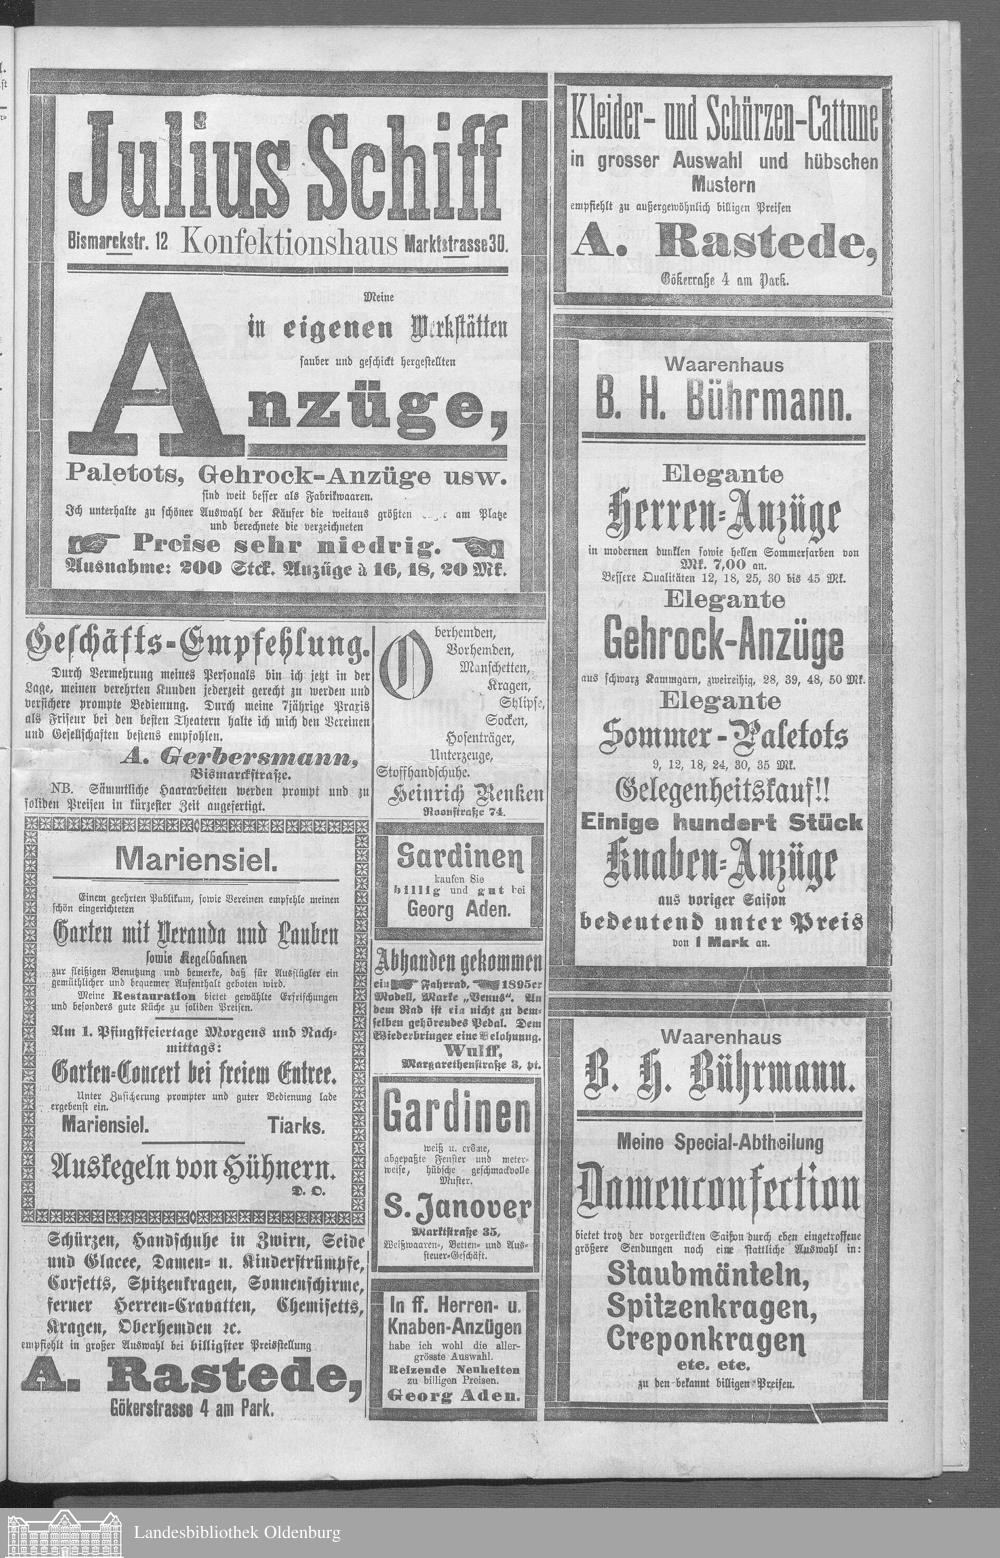 Julius Schiff
Bismarckstr. 12 Konfektionshaus Marktstrasse 30.
Meine
in eigenen Werkstätten
sauber und geschickt hergestellten
Anzüge,
Paletots, Gehrock-Anzüge usw.
sind weit besser als Fabrikwaaren.
Ich unterhalte zu schöner Auswahl der Käufer die weitaus größten am Platze
und berechnete die verzeichneten
Preise sehr niedrig.
Ausnahme: 200 Stck. Anzüge à 16, 18, 20 Mk.
Geschäfts-Empfehlung.
Durch Vermehrung meines Personals bin ich jetzt in der
Lage, meinen verehrten Kunden jederzeit gerecht zu werden und
versichere prompte Bedienung. Durch meine 7jährige Praxis
als Friseur bei den besten Theatern halte ich mich den Vereinen
und Gesellschaften bestens empfohlen.
A. Gerbersmann,
Bismarckstraße.
NB. Sämmtliche Haararbeiten werden prompt und zu
soliden Preisen in kürzester Zeit angefertigt.
Mariensiel.
Einem geehrten Publikum, sowie Vereinen empfehle meinen
schön eingerichteten
Garten mit Veranda und Lauben
sowie Kegelbahnen
zur fleißigen Benutzung und bemerke, daß für Ausflügler ein
gemüthlicher und bequemer Aufenthalt geboten wird.
Meine Restauration bietet gewählte Erfrischungen
und besonders gute Küche zu soliden Preisen.
Am 1. Pfingstfeiertage Morgens und Nach-
mittags:
Garten-Concert bei freiem Entree.
Unter Zusicherung prompter und guter Bedienung lade
ergebenst ein.
Mariensiel. Tiarks.
Auskegeln von Hühnern.
D. O.
Schürzen, Handschuhe in Zwirn, Seide
und Glacee, Damen- u. Kinderstrümpfe,
Corsetts, Spitzenkragen, Sonnenschirme,
ferner Herren-Cravatten, Chemisetts,
Kragen, Oberhemden ꝛc.
empfiehlt in großer Auswahl bei billigster Preisstellung
A. Rastede,
Gökerstrasse 4 am Park.
Oberhemden,
Vorhemden,
Manschetten,
Kragen,
Shlipse,
Socken,
Hosenträger,
Unterzeuge,
Stoffhandschuhe.
Heinrich Renken
Roonstraße 74.
Sardinen
kaufen Sie
billig und gut bei
Georg Aden.
Abhanden gekommen
ein Fahrrad, 1895er
Modell, Marke „Venus“. An
dem Rad ist ein nicht zu dem-
selben gehörendes Pedal. Dem
Wiederbringer eine Belohnung.
Wulff,
Margarethenstraße 3, pt.
Gardinen
weiß u. crême,
abgepaßte Fenster und meter-
weise, hübsche geschmackvolle
Muster.
S. Janover
Marktstraße 35,
Weißwaaren-, Betten- und Aus-
steuer-Geschäft.
In ff. Herren- u.
Knaben-Anzügen
habe ich wohl die aller-
grösste Auswahl.
Reizende Neuheiten
zu billigen Preisen.
Georg Aden.
Kleider- und Schürzen-Cattune
in grosser Auswahl und hübschen
Mustern
empfiehlt zu außergewöhnlich billigen Preisen
A. Rastede,
Gökerraße 4 am Park.
Waarenhaus
B. H. Bührmann.
Elegante
Herren-Anzüge
in modernen dunklen sowie hellen Sommerfarben von
Mk. 7,00 an.
Bessere Qualitäten 12, 18, 25, 30 bis 45 Mk.
Elegante
Gehrock-Anzüge
aus schwarz Kammgarn, zweireihig, 28, 39, 48, 50 Mk.
Elegante
Sommer-Paletots
9, 12, 18, 24, 30, 35 Mk.
Gelegenheitskauf!!
Einige hundert Stück
Knaben-Anzüge
aus voriger Saison
bedeutend unter Preis
von 1 Mark an.
Waarenhaus
B. H. Bührmann.
Meine Special-Abtheilung
Damenconfection
bietet trotz der vorgerückten Saison durch eben eingetroffene
größere Sendungen noch eine stattliche Auswahl in:
Staubmänteln,
Spitzenkragen,
Creponkragen
etc. etc.
zu den bekannt billigen Preisen.
Landesbibliothek Oldenburg